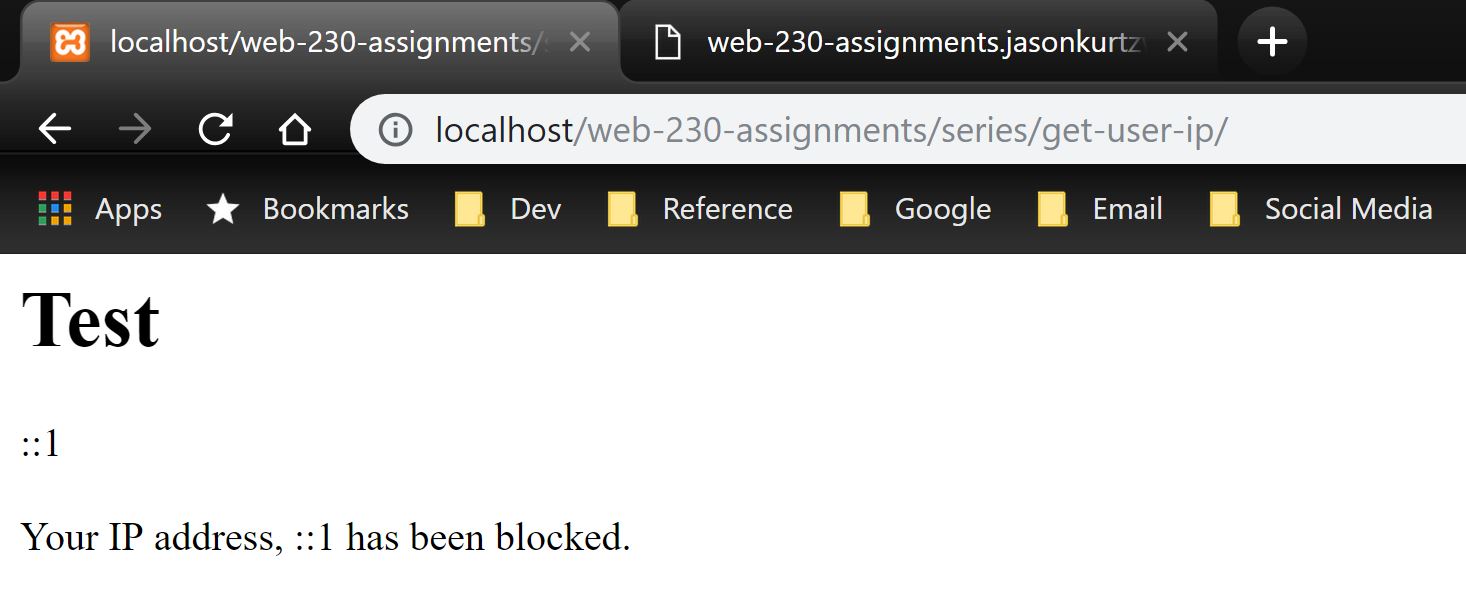 localhost/web-230-assignments/
web-230-assignments.jasonkurtz
localhost/web-230-assignments/series/get-user-ip/
Apps Bookmarks Dev Reference Google Email Social Media
Test
::1
Your IP address, ::1 has been blocked.